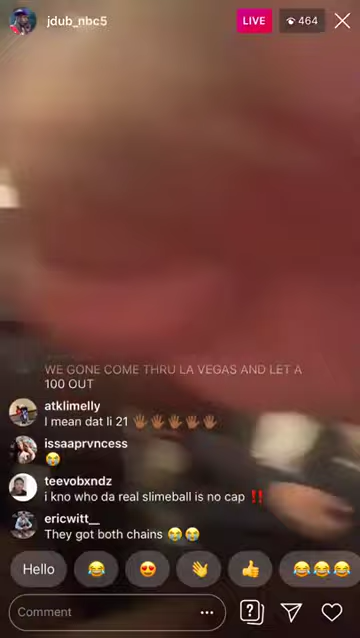 jdub_nbc5
LIVE
464
WE GONE COME THRU LA VEGAS AND LET A
100 OUT
atklimelly
I mean dat li 21 🖐🏾🖐🏾🖐🏾🖐🏾🖐🏾
issaaprvncess
😭
teevobxndz
i kno who da real slimeball is no cap ‼️
ericwitt__
They got both chains 😭😭
Hello 😂 😍 👋 👍 😂😂😂
Comment